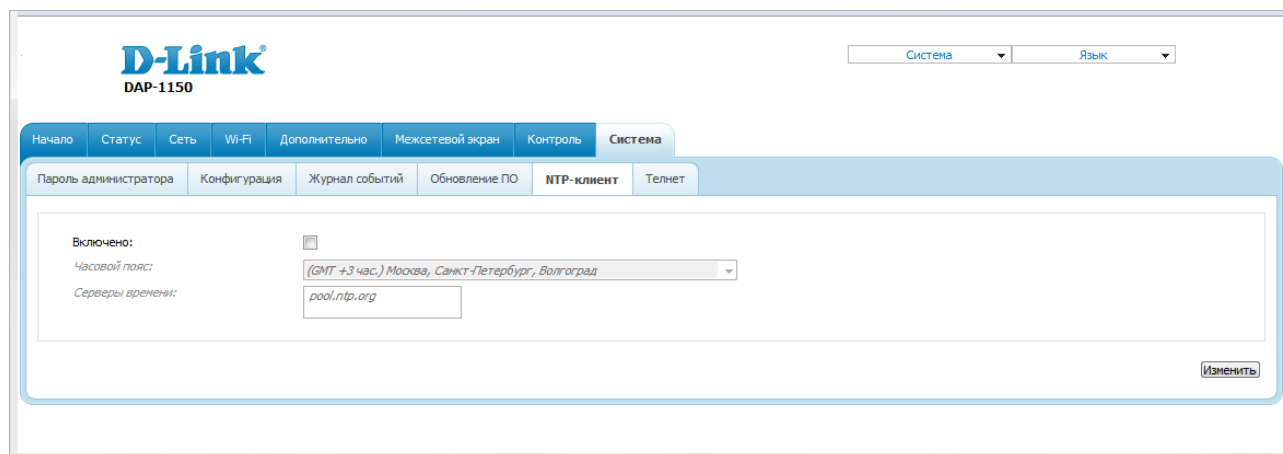 D-Link®
DAP-1150
Система Язык
Начало Статус Сеть Wi-Fi Дополнительно Межсетевой экран Контроль Система
Пароль администратора Конфигурация Журнал событий Обновление ПО NTP-клиент Телнет
Включено:
Часовой пояс: (GMT +3 час.) Москва, Санкт-Петербург, Волгоград
Серверы времени: pool.ntp.org
Изменить